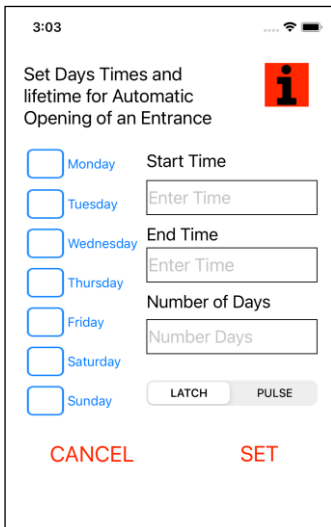 3:03
Set Days Times and
lifetime for Automatic
Opening of an Entrance
i
Monday
Tuesday
Wednesday
Thursday
Friday
Saturday
Sunday
Start Time
Enter Time
End Time
Enter Time
Number of Days
Number Days
LATCH PULSE
CANCEL SET